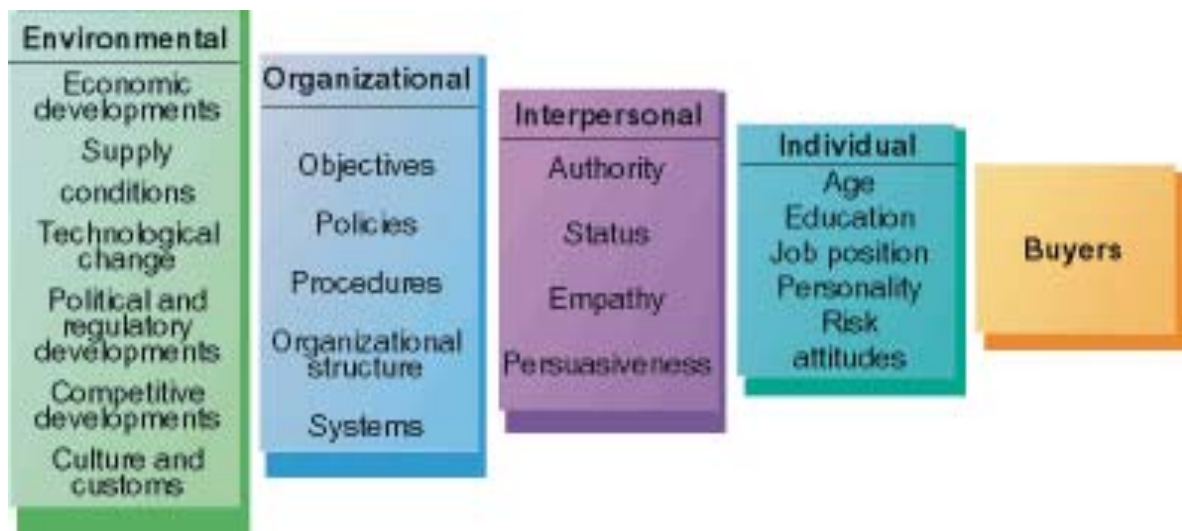 Environmental
Economic
developments
Supply
conditions
Technological
change
Political and
regulatory
developments
Competitive
developments
Culture and
customs
Organizational
Objectives
Policies
Procedures
Organizational
structure
Systems
Interpersonal
Authority
Status
Empathy
Persuasiveness
Individual
Age
Education
Job position
Personality
Risk
attitudes
Buyers